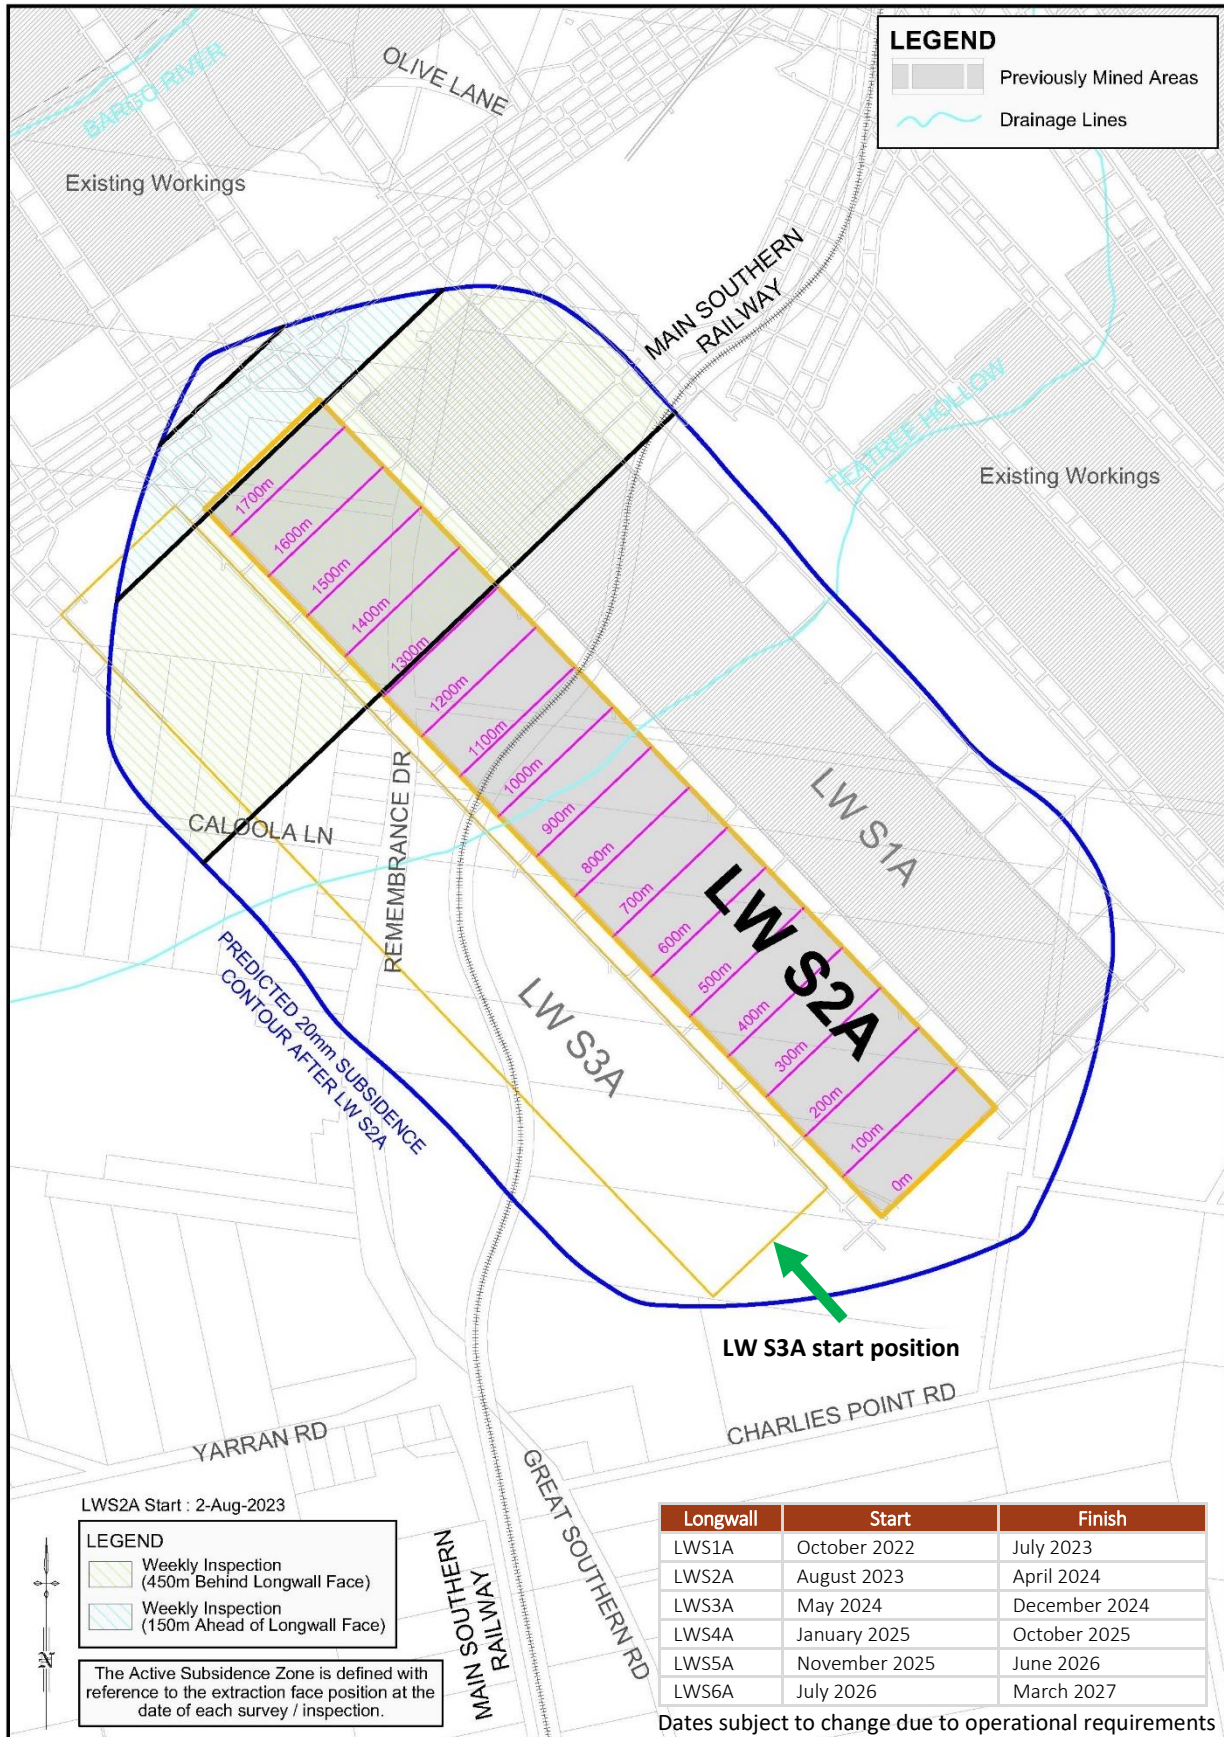 LEGEND
Previously Mined Areas
Drainage Lines
BARGO RIVER
OLIVE LANE
Existing Workings
MAIN SOUTHERN
RAILWAY
TEATREE HOLLOW
Existing Workings
1700m
1600m
1500m
1400m
1300m
1200m
1100m
1000m
900m
800m
700m
600m
500m
400m
300m
200m
100m
0m
LW S1A
LW S2A
LW S3A
CALOOLA LN
REMEMBRANCE DR
PREDICTED 20mm SUBSIDENCE
CONTOUR AFTER LW S2A
LW S3A start position
CHARLIES POINT RD
YARRAN RD
GREAT SOUTHERN RD
MAIN SOUTHERN
RAILWAY
LWS2A Start : 2-Aug-2023
LEGEND
Weekly Inspection
(450m Behind Longwall Face)
Weekly Inspection
(150m Ahead of Longwall Face)
N
The Active Subsidence Zone is defined with
reference to the extraction face position at the
date of each survey / inspection.
Longwall Start Finish
LWS1A October 2022 July 2023
LWS2A August 2023 April 2024
LWS3A May 2024 December 2024
LWS4A January 2025 October 2025
LWS5A November 2025 June 2026
LWS6A July 2026 March 2027
Dates subject to change due to operational requirements